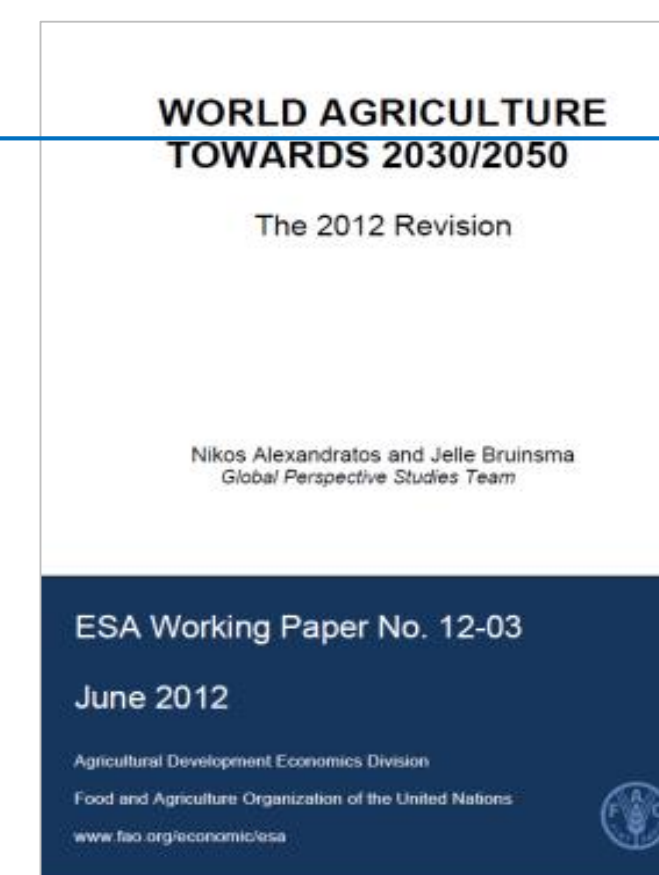 WORLD AGRICULTURE
TOWARDS 2030/2050
The 2012 Revision
Nikos Alexandratos and Jelle Bruinsma
Global Perspective Studies Team
ESA Working Paper No. 12-03
June 2012
Agricultural Development Economics Division
Food and Agriculture Organization of the United Nations
www.fao.org/economic/esa